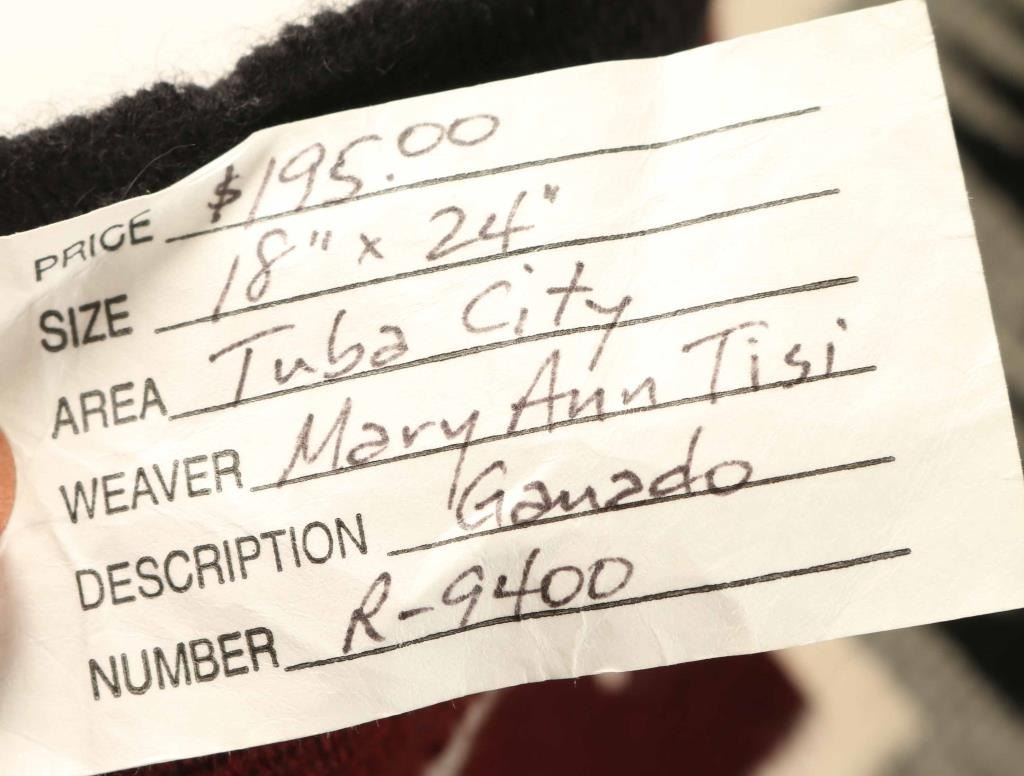 PRICE $195.00
SIZE 18" x 24"
AREA Tuba City
WEAVER Mary Ann Tisi
DESCRIPTION Ganado
NUMBER R-9400